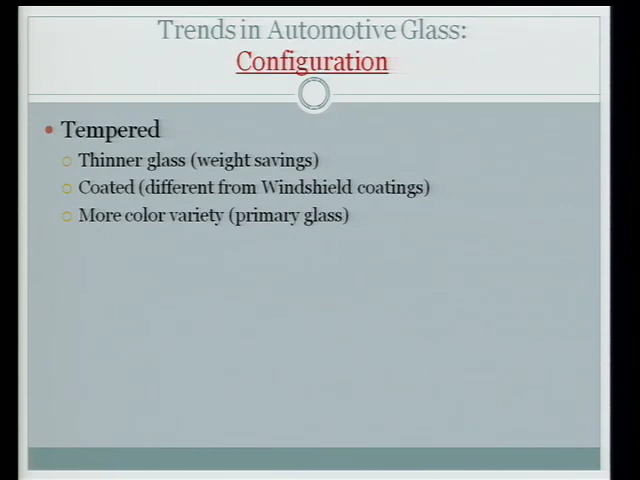 Trends in Automotive Glass:
Configuration
Tempered
Thinner glass (weight savings)
Coated (different from Windshield coatings)
More color variety (primary glass)